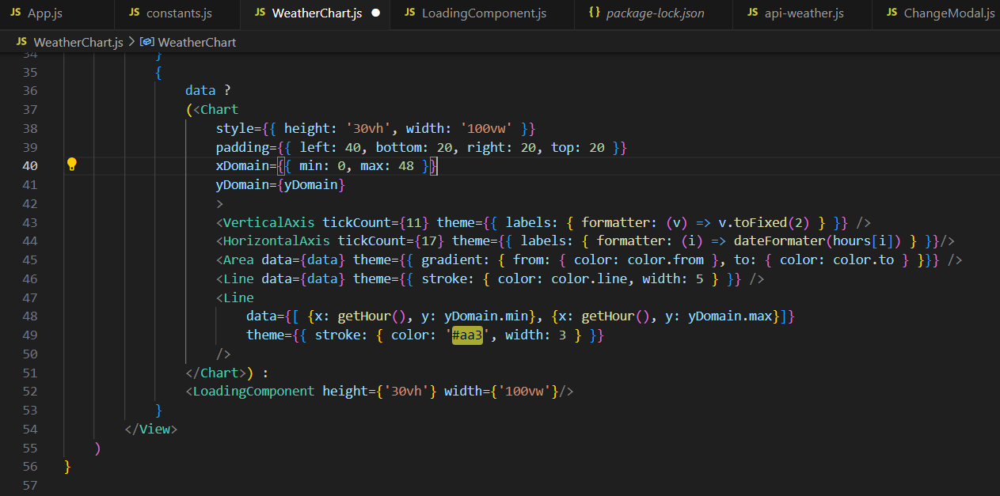 JS App.js JS constants.js JS WeatherChart.js JS LoadingComponent.js {} package-lock.json JS api-weather.js JS ChangeModal.js
JS WeatherChart.js > WeatherChart
34 }
35 {
36 data ?
37 (<Chart
38 style={{ height: '30vh', width: '100vw' }}
39 padding={{ left: 40, bottom: 20, right: 20, top: 20 }}
40 xDomain={{ min: 0, max: 48 }}
41 yDomain={yDomain}
42 >
43 <VerticalAxis tickCount={11} theme={{ labels: { formatter: (v) => v.toFixed(2) } }} />
44 <HorizontalAxis tickCount={17} theme={{ labels: { formatter: (i) => dateFormater(hours[i]) } }}/>
45 <Area data={data} theme={{ gradient: { from: { color: color.from }, to: { color: color.to } }}} />
46 <Line data={data} theme={{ stroke: { color: color.line, width: 5 } }} />
47 <Line
48 data={[ {x: getHour(), y: yDomain.min}, {x: getHour(), y: yDomain.max}]}
49 theme={{ stroke: { color: '#aa3', width: 3 } }}
50 />
51 </Chart>) :
52 <LoadingComponent height={'30vh'} width={'100vw'}/>
53 }
54 </View>
55 )
56 }
57